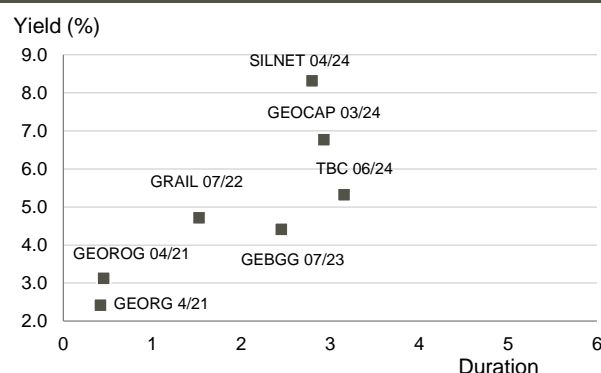 Yield (%)
9.0
SILNET 04/24
8.0
GEOCAP 03/24
7.0
6.0
TBC 06/24
GRAIL 07/22
5.0
4.0
GEOROG 04/21
GEBGG 07/23
3.0
GEORG 4/21
2.0
0 1 2 3 4 5 6
Duration